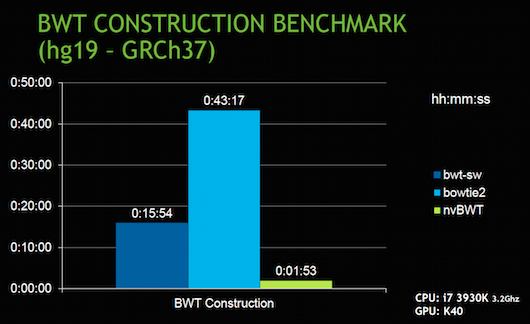 BWT CONSTRUCTION BENCHMARK
(hg19 – GRCh37)
0:50:00
0:40:00
0:30:00
0:20:00
0:10:00
0:00:00
0:15:54
0:43:17
0:01:53
BWT Construction
hh:mm:ss
bwt-sw
bowtie2
nvBWT
CPU: i7 3930K 3.2Ghz
GPU: K40